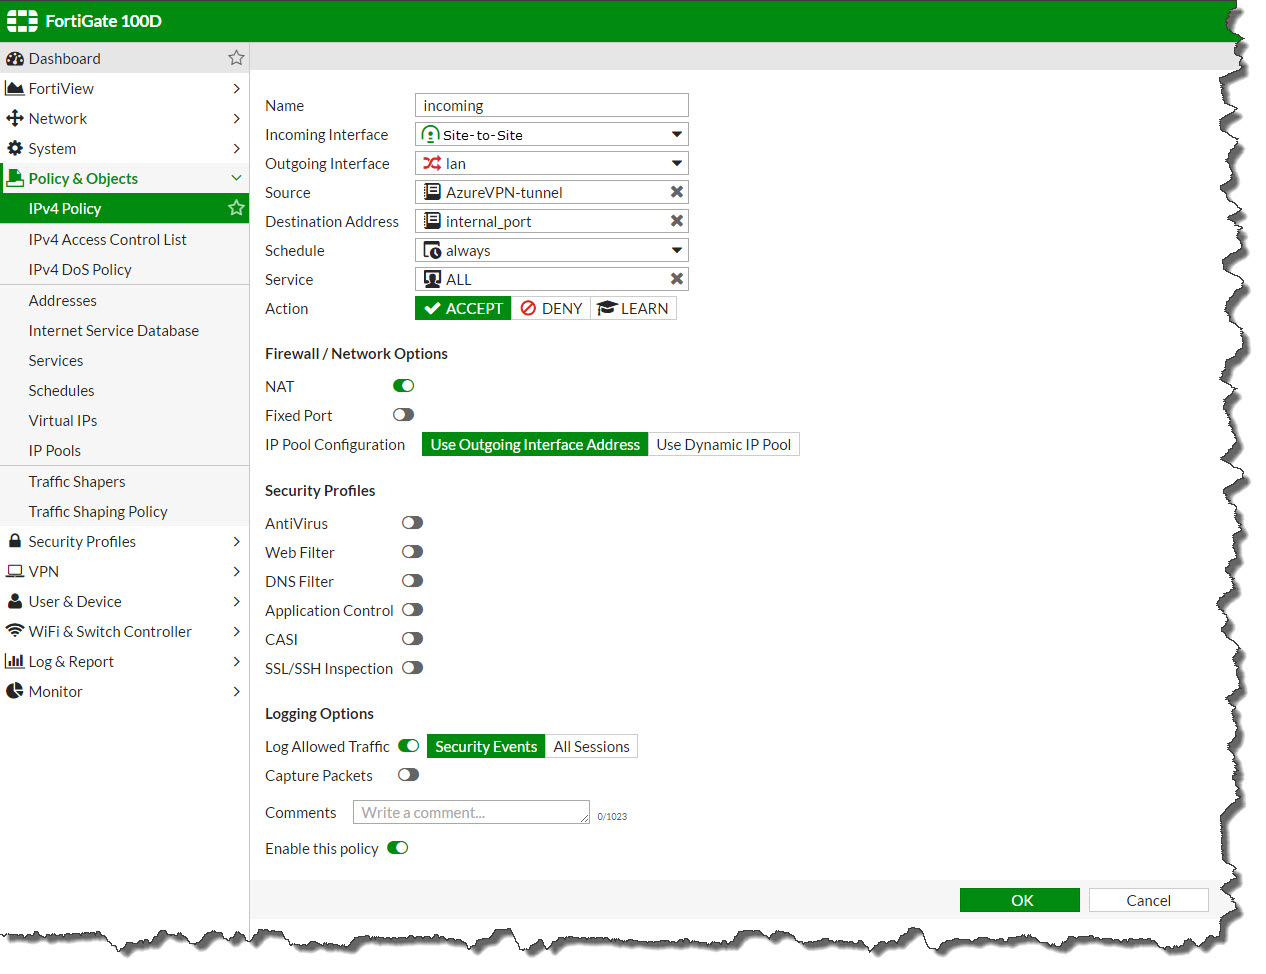 FortiGate 100D
Dashboard
FortiView
Network
System
Policy & Objects
IPv4 Policy
IPv4 Access Control List
IPv4 DoS Policy
Addresses
Internet Service Database
Services
Schedules
Virtual IPs
IP Pools
Traffic Shapers
Traffic Shaping Policy
Security Profiles
VPN
User & Device
WiFi & Switch Controller
Log & Report
Monitor
Name incoming
Incoming Interface Site-to-Site
Outgoing Interface lan
Source AzureVPN-tunnel
Destination Address internal_port
Schedule always
Service ALL
Action ACCEPT DENY LEARN
Firewall / Network Options
NAT
Fixed Port
IP Pool Configuration Use Outgoing Interface Address Use Dynamic IP Pool
Security Profiles
AntiVirus
Web Filter
DNS Filter
Application Control
CASI
SSL/SSH Inspection
Logging Options
Log Allowed Traffic Security Events All Sessions
Capture Packets
Comments Write a comment... 0/1023
Enable this policy
OK Cancel